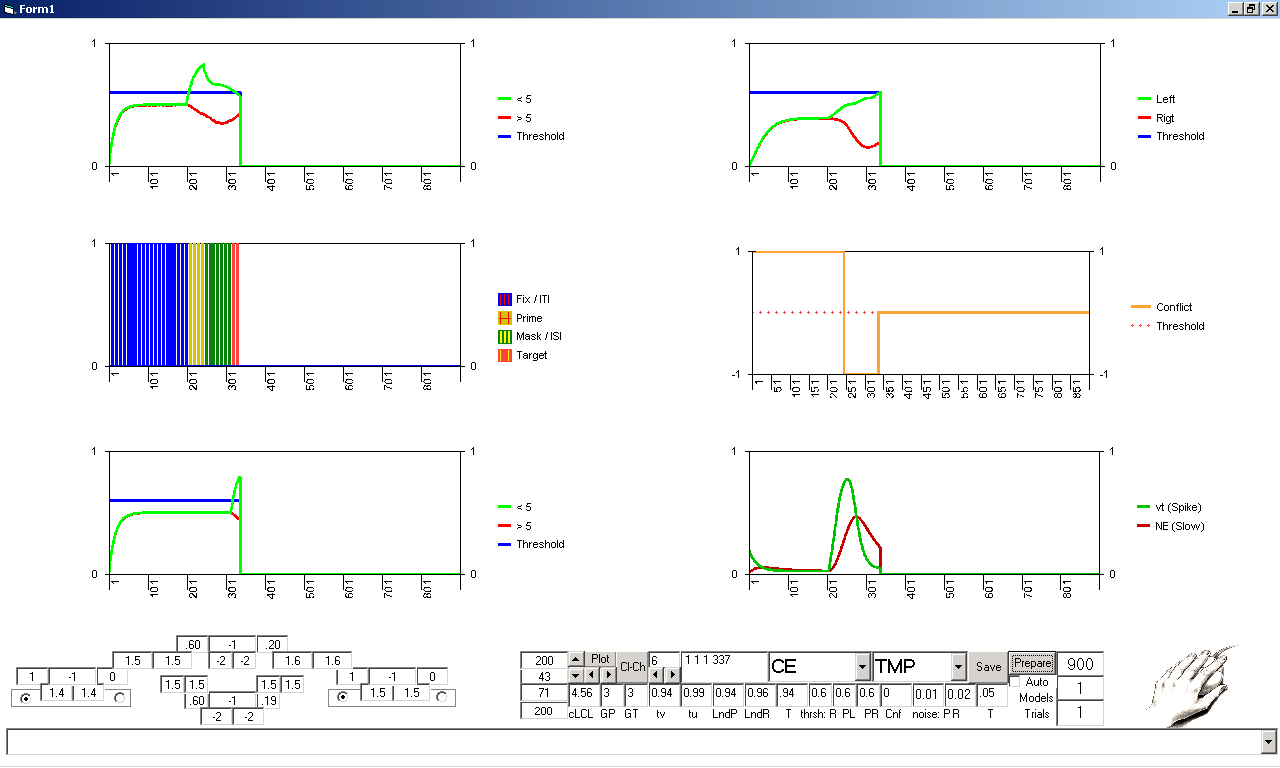 Form1
1 1
< 5
> 5
Threshold
0 0
1 101 201 301 401 501 601 701 801
1 1
Left
Rigt
Threshold
0 0
1 101 201 301 401 501 601 701 801
1 1
Fix / ITI
Prime
Mask / ISI
Target
0 0
1 101 201 301 401 501 601 701 801
1 1
Conflict
Threshold
-1 -1
1 51 101 151 201 251 301 351 401 451 501 551 601 651 701 751 801 851
1 1
< 5
> 5
Threshold
0 0
1 101 201 301 401 501 601 701 801
1 1
vt (Spike)
NE (Slow)
0 0
1 101 201 301 401 501 601 701 801
.60 -1 .20
1.5 1.5 -2 -2 1.6 1.6
1 -1 0 1 -1 0
1.4 1.4 1.5 1.5 1.5 1.5 1.5 1.5
.60 -1 .19
-2 -2
200 Plot Cl-Ch 6 1 1 1 337 CE TMP Save Prepare 900
43 Auto 1
71 4.56 3 3 0.94 0.99 0.94 0.96 .94 0.6 0.6 0.6 0 0.01 0.02 .05 Models
200 cLCL GP GT tv tu LndP LndR T thrsh: R PL PR Cnf noise: P R T Trials 1